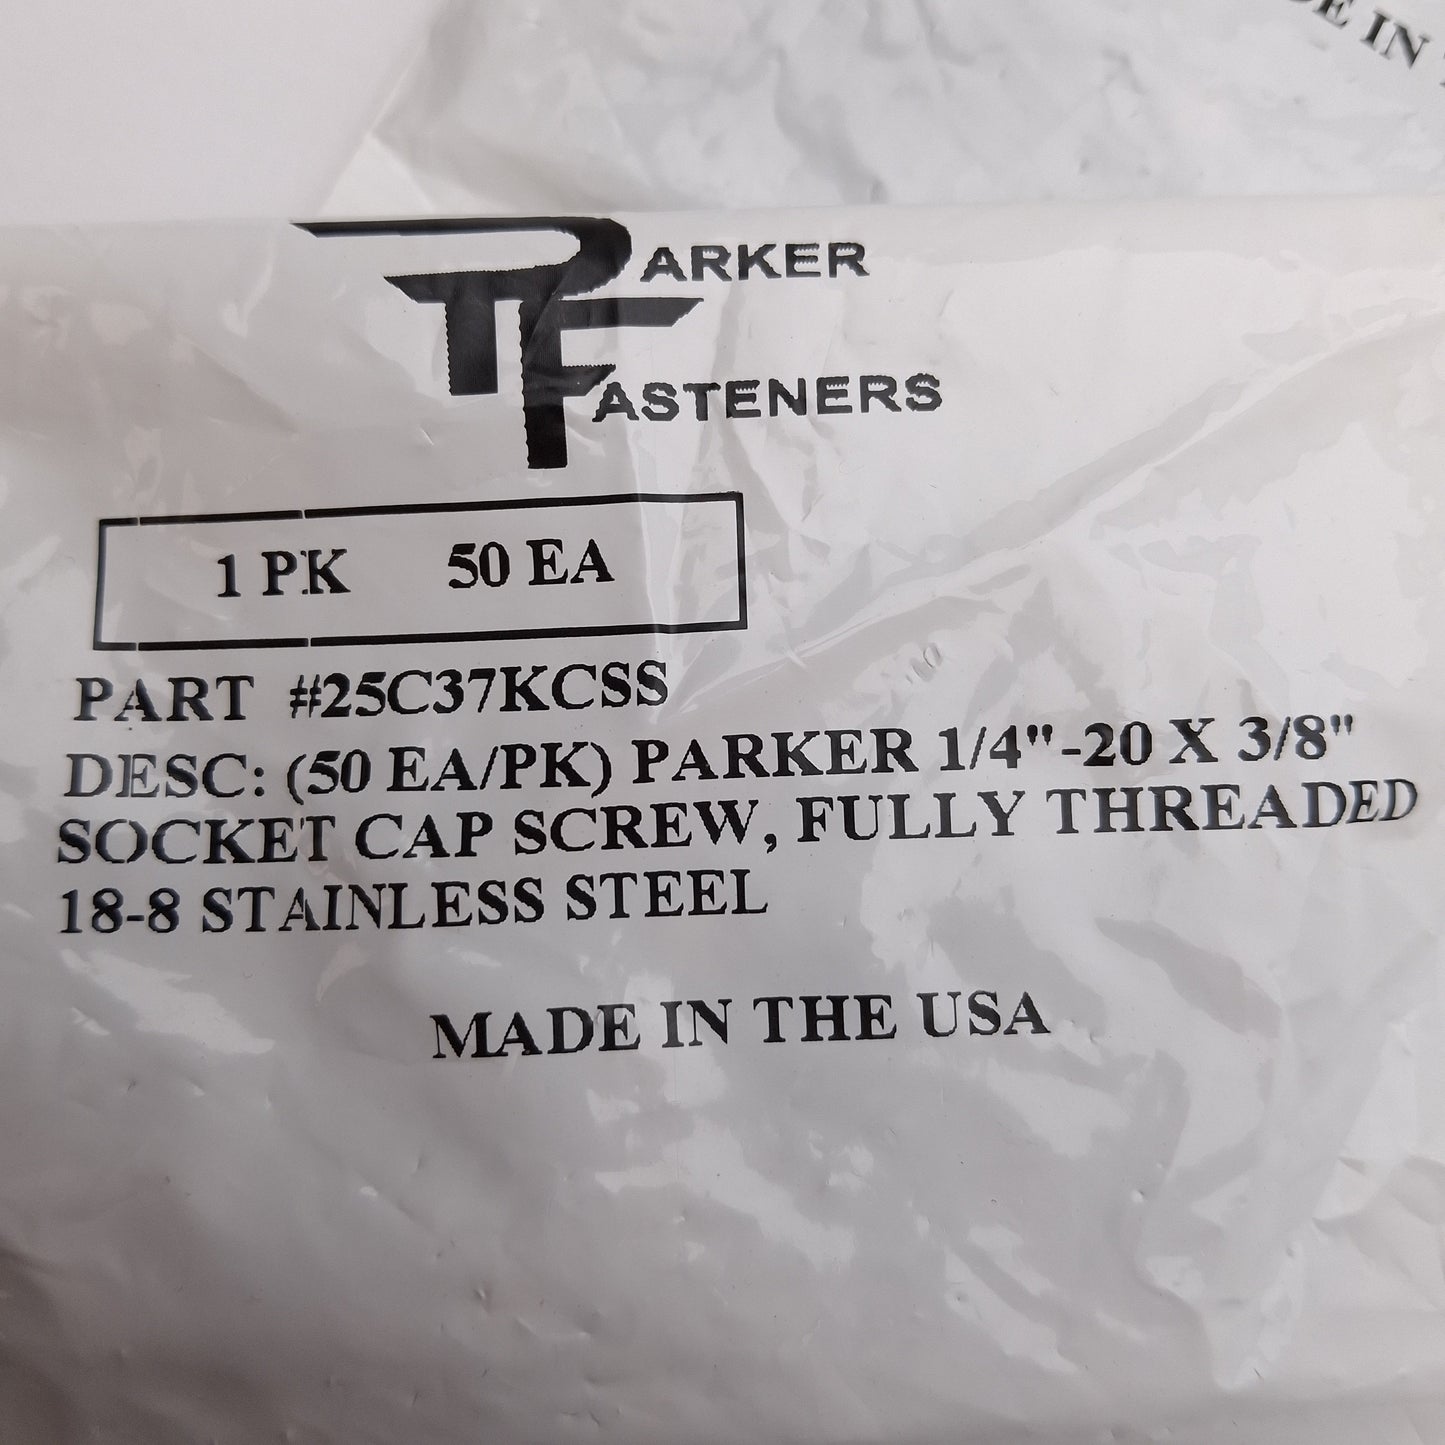 E IN
PARKER
FASTENERS
1 PK 50 EA
PART #25C37KCSS
DESC: (50 EA/PK) PARKER 1/4"-20 X 3/8"
SOCKET CAP SCREW, FULLY THREADED
18-8 STAINLESS STEEL
MADE IN THE USA